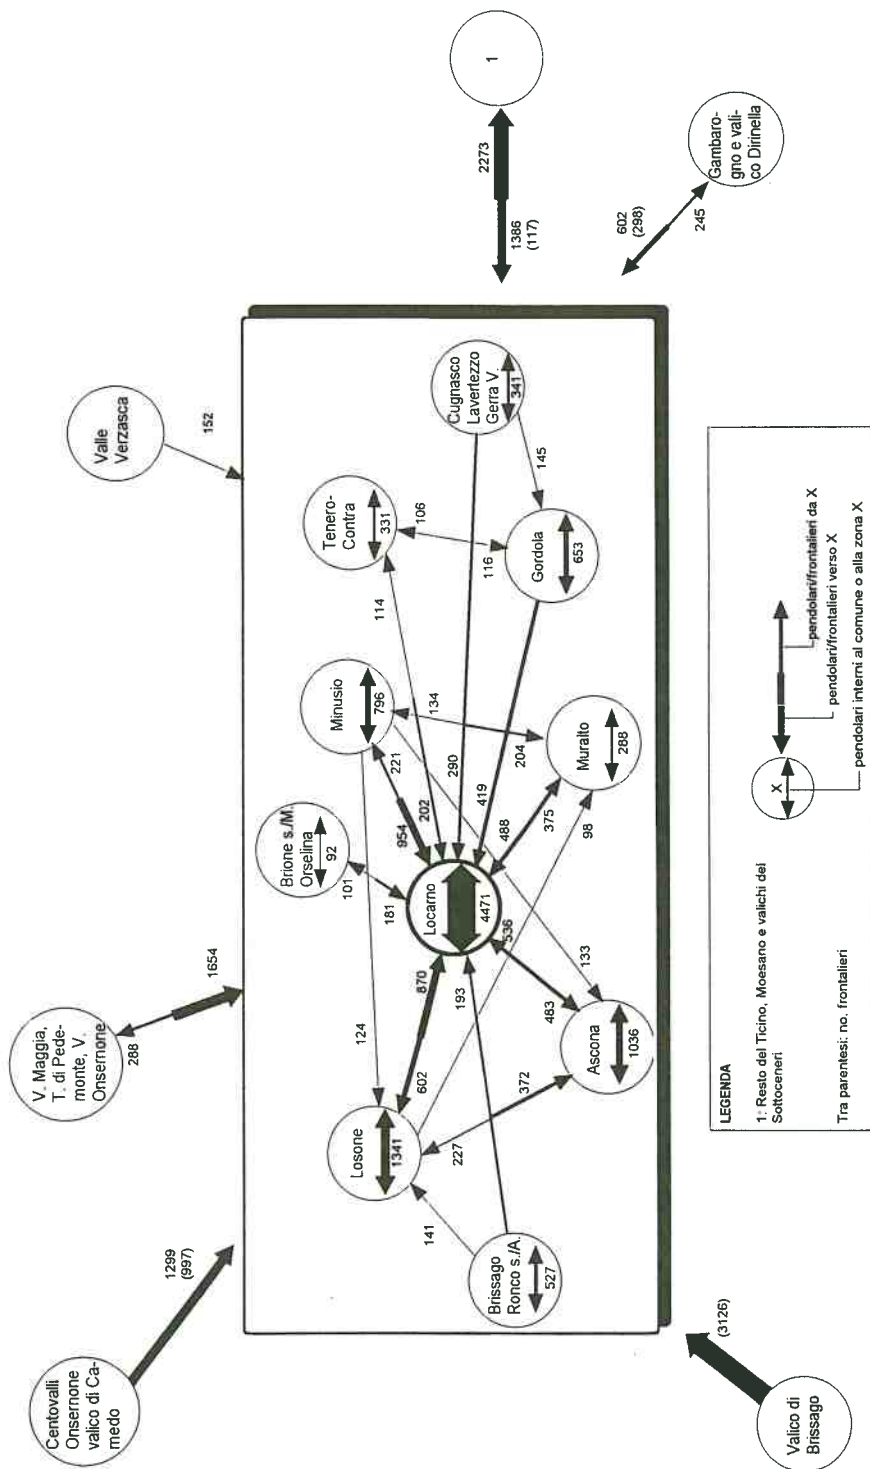 Centovalli
Onsernone
valico di Ca-
medo
1299
(997)
V. Maggia,
T. di Pede-
monte, V.
Onsernone
288
1654
Valle
Verzasca
152
1
2273
1386
(117)
Gambaro-
gno e vali-
co Dirinella
602
(298)
245
Valico di
Brissago
(3126)
Brissago
Ronco s./A.
527
141
193
Losone
1341
602
870
227
372
124
98
Brione s./M.
Orselina
92
101
181
Locarno
4471
Minusio
796
221
954
134
204
133
Tenero-
Contra
331
114
202
106
116
Cugnasco
Lavertezzo
Gerra V.
341
145
290
Gordola
653
419
Muralto
288
488
375
Ascona
1036
536
483
LEGENDA
1: Resto del Ticino, Moesano e valichi del
Sottoceneri
Tra parentesi: no. frontalieri
X
pendolari/frontalieri da X
pendolari/frontalieri verso X
pendolari interni al comune o alla zona X